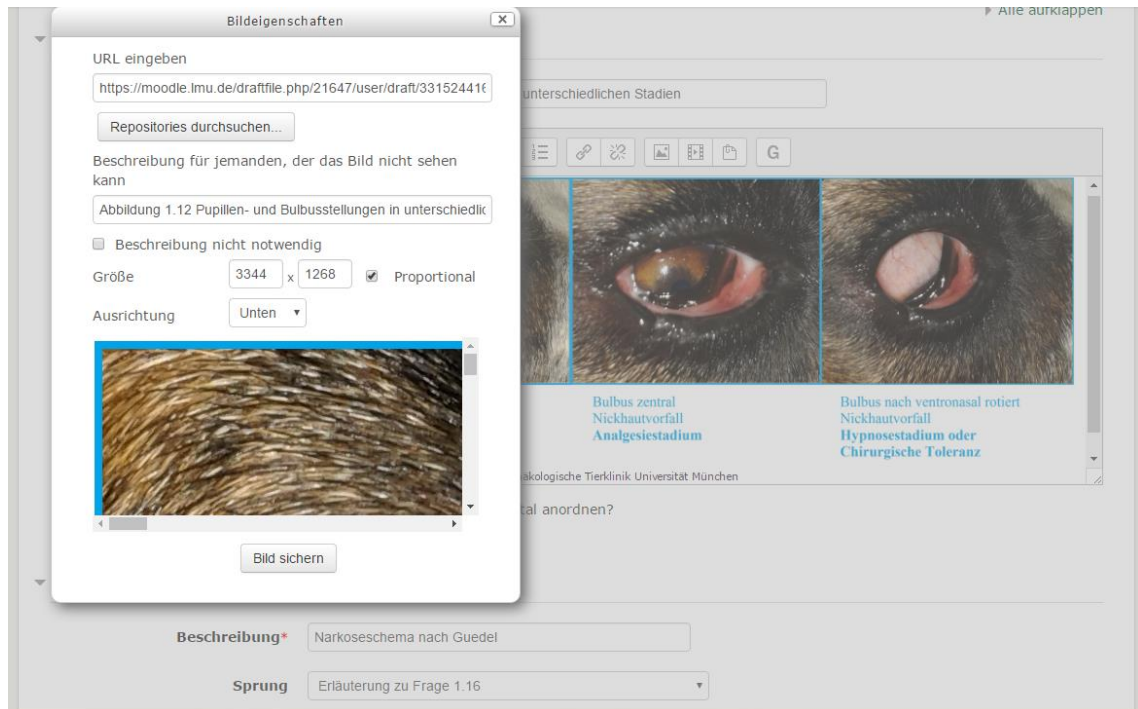 Alle aufklappen
Bildeigenschaften
URL eingeben
https://moodle.lmu.de/draftfile.php/21647/user/draft/331524416
Repositories durchsuchen...
Beschreibung für jemanden, der das Bild nicht sehen
kann
Abbildung 1.12 Pupillen- und Bulbusstellungen in unterschiedlic
Beschreibung nicht notwendig
Größe 3344 x 1268 Proportional
Ausrichtung Unten
Bild sichern
unterschiedlichen Stadien
G
Bulbus zentral
Nickhautvorfall
Analgesiestadium
Bulbus nach ventronasal rotiert
Nickhautvorfall
Hypnosestadium oder
Chirurgische Toleranz
äkologische Tierklinik Universität München
tal anordnen?
Beschreibung* Narkoseschema nach Guedel
Sprung Erläuterung zu Frage 1.16